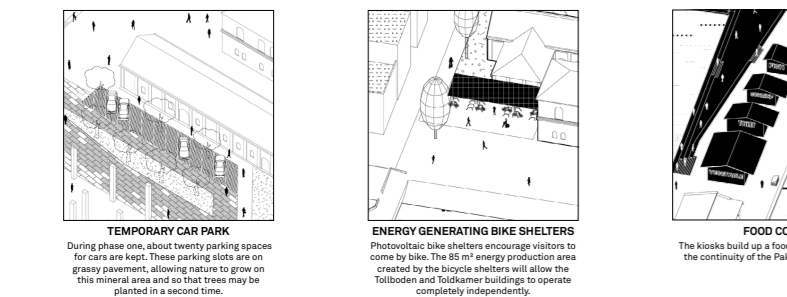 TEMPORARY CAR PARK
During phase one, about twenty parking spaces
for cars are kept. These parking slots are on
grassy pavement, allowing nature to grow on
this mineral area and so that trees may be
planted in a second time.
ENERGY GENERATING BIKE SHELTERS
Photovoltaic bike shelters encourage visitors to
come by bike. The 85 m² energy production area
created by the bicycle shelters will allow the
Tollboden and Toldkamer buildings to operate
completely independently.
TOILET
FOOD CO
The kiosks build up a foo
the continuity of the Pak